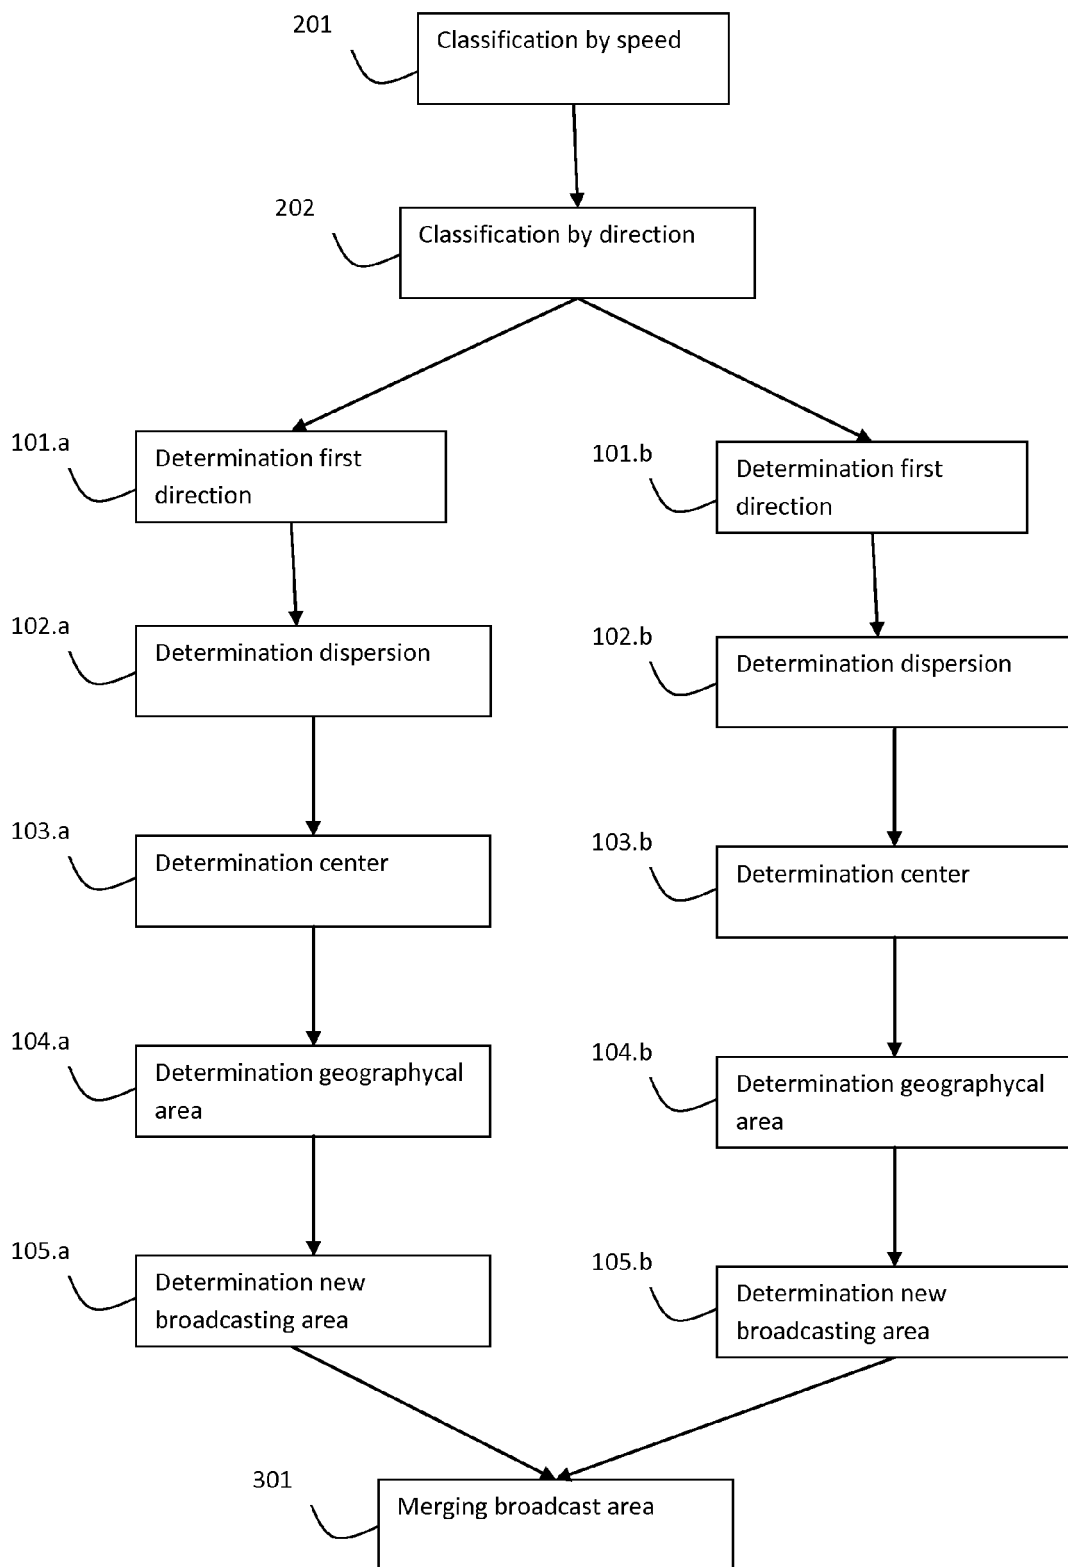 201
Classification by speed
202
Classification by direction
101.a
Determination first
direction
101.b
Determination first
direction
102.a
Determination dispersion
102.b
Determination dispersion
103.a
Determination center
103.b
Determination center
104.a
Determination geographycal
area
104.b
Determination geographycal
area
105.a
Determination new
broadcasting area
105.b
Determination new
broadcasting area
301
Merging broadcast area